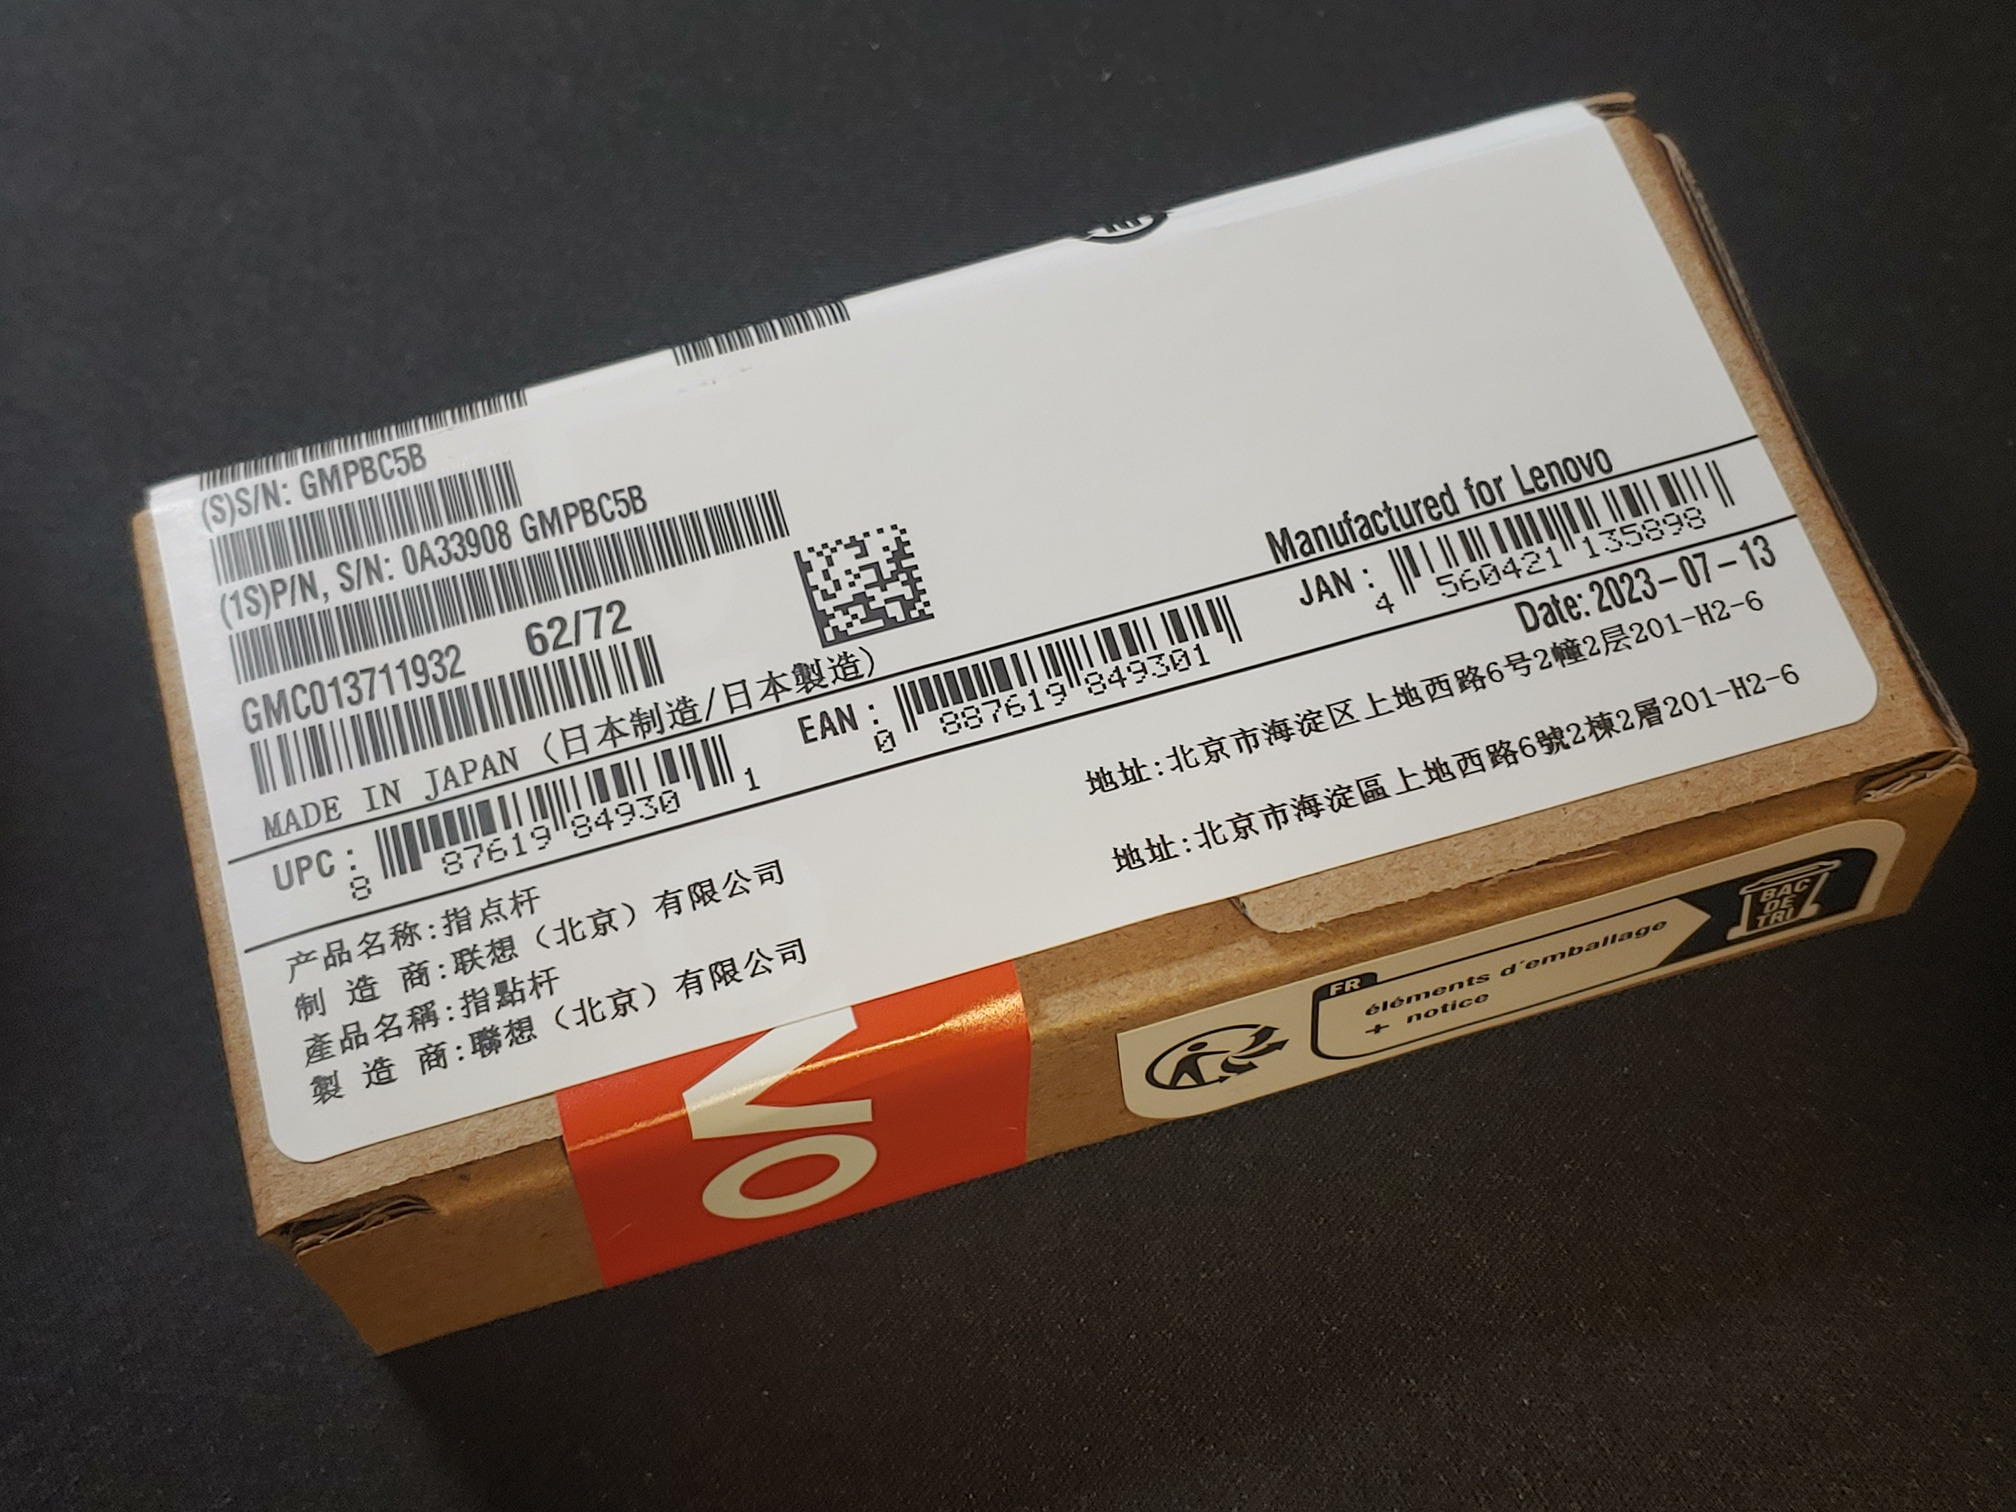 (S)S/N: GMPBC5B
(1S)P/N, S/N: 0A33908 GMPBC5B
GMC013711932 62/72
MADE IN JAPAN (日本制造/日本製造)
Manufactured for Lenovo
UPC: 8 87619 84930 1
EAN: 0 887619 849301
JAN: 4 560421 135898
Date: 2023-07-13
产品名称:指点杆
制 造 商:联想（北京）有限公司
地址:北京市海淀区上地西路6号2幢2层201-H2-6
產品名稱:指點杆
製 造 商:聯想（北京）有限公司
地址:北京市海淀區上地西路6號2棟2層201-H2-6
vo
FR
éléments d'emballage
+ notice
BAC
DE
TRI